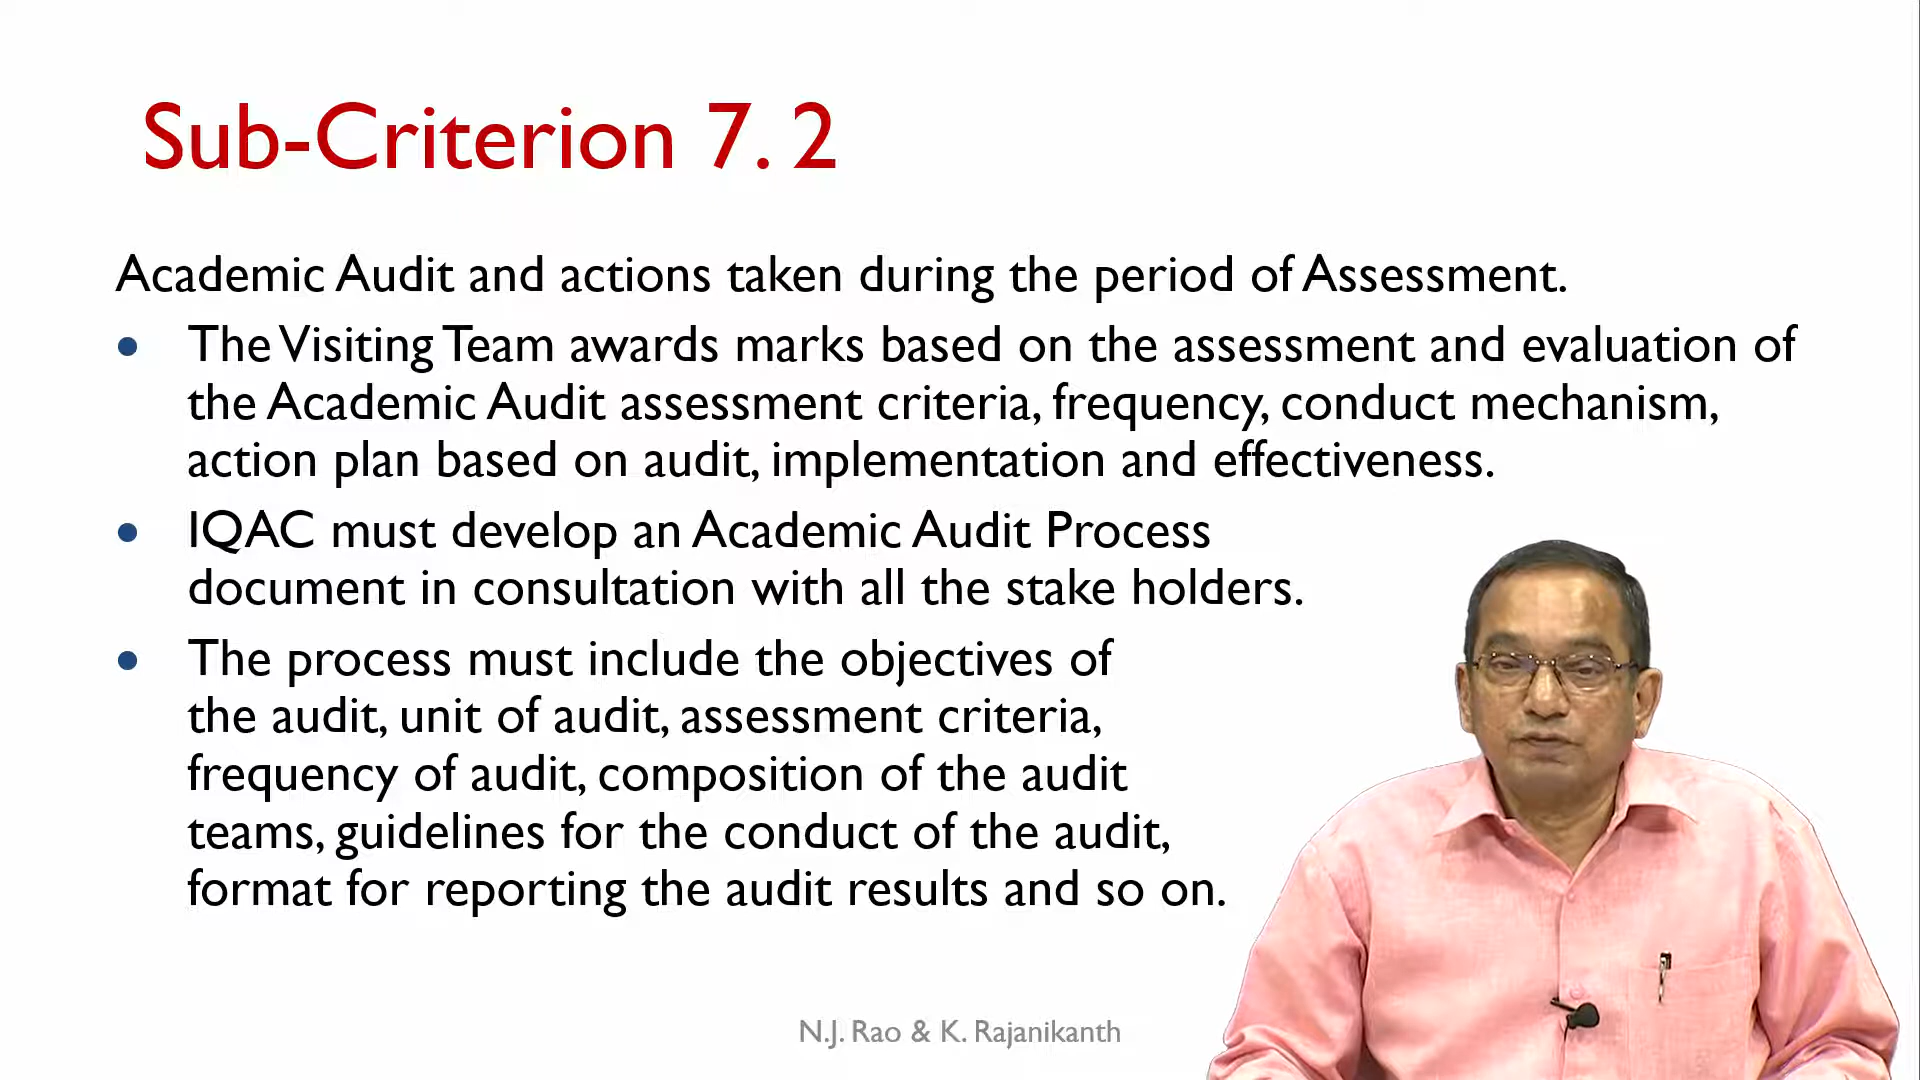 Sub-Criterion 7. 2
Academic Audit and actions taken during the period of Assessment.
• The Visiting Team awards marks based on the assessment and evaluation of
the Academic Audit assessment criteria, frequency, conduct mechanism,
action plan based on audit, implementation and effectiveness.
• IQAC must develop an Academic Audit Process
document in consultation with all the stake holders.
• The process must include the objectives of
the audit, unit of audit, assessment criteria,
frequency of audit, composition of the audit
teams, guidelines for the conduct of the audit,
format for reporting the audit results and so on.
N.J. Rao & K. Rajanikanth